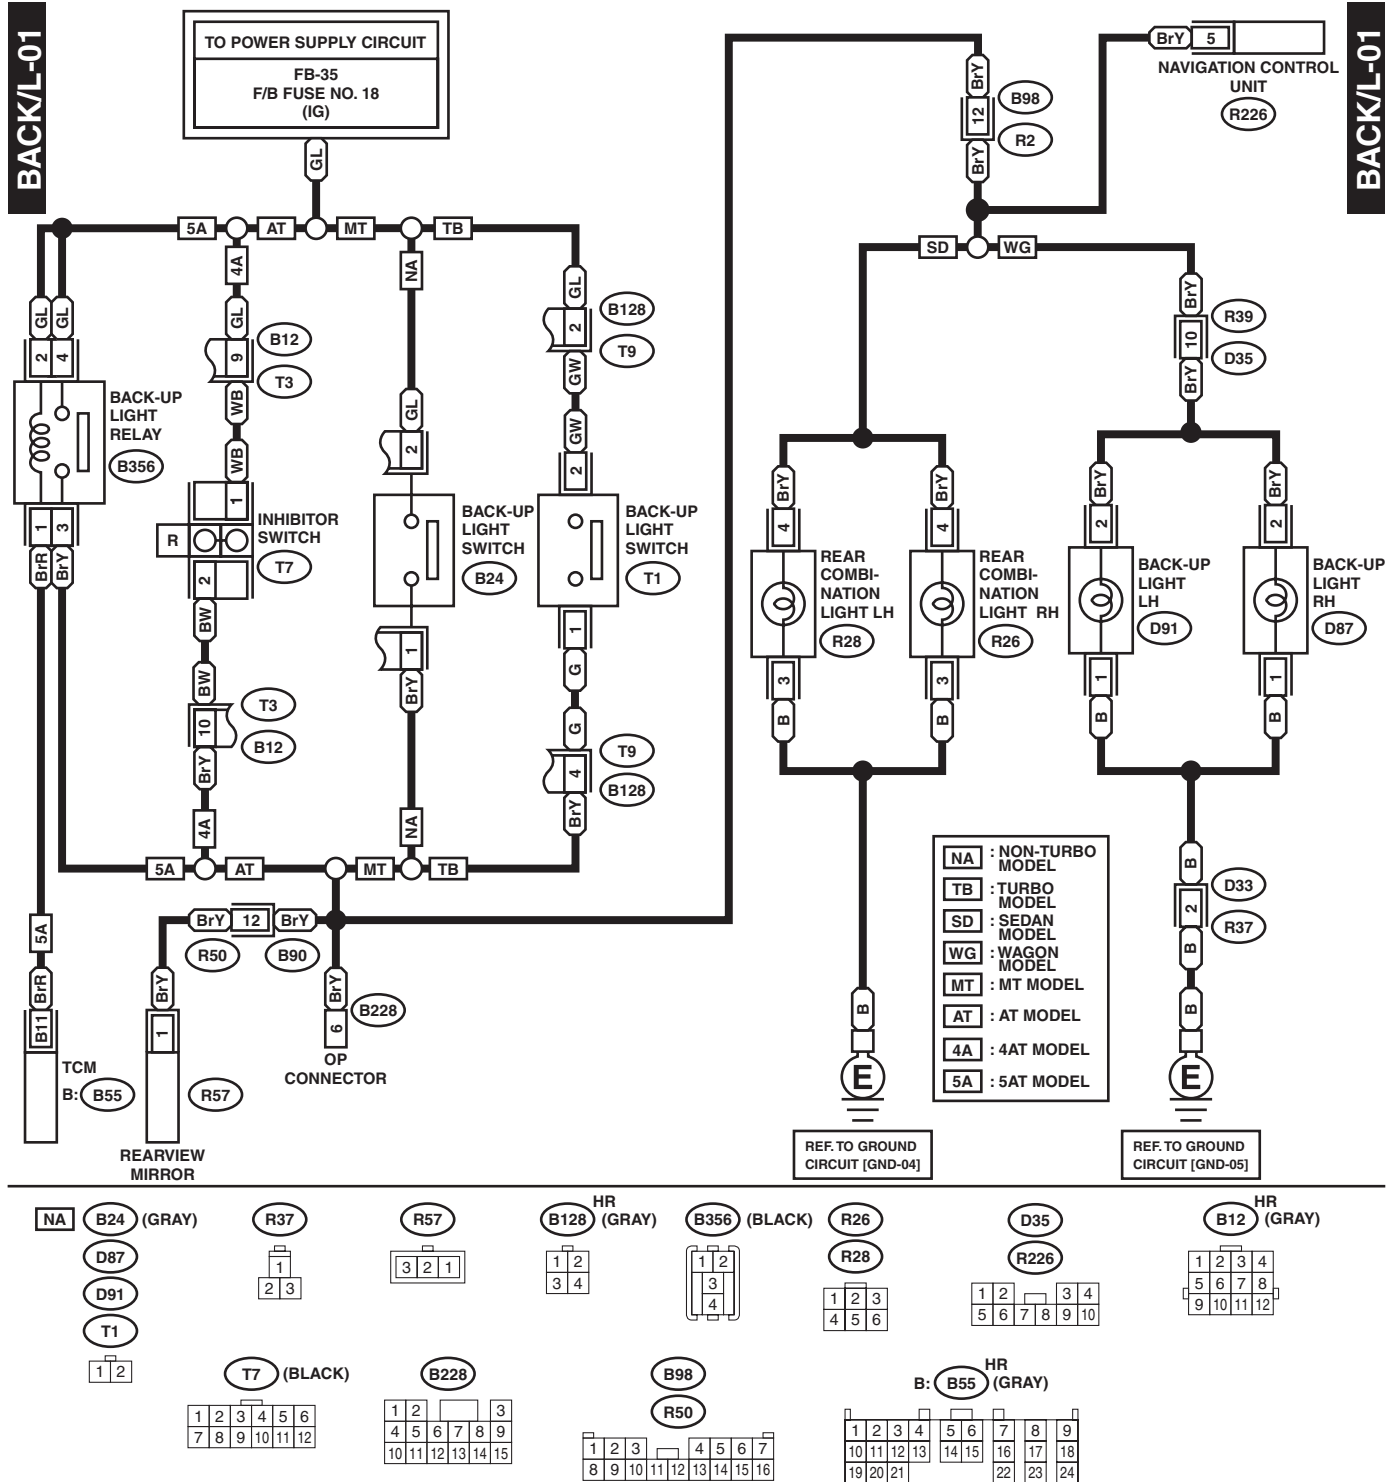 BACK/L-01
TO POWER SUPPLY CIRCUIT
FB-35
F/B FUSE NO. 18
(IG)
GL
5A
AT
MT
TB
4A
NA
GL
GL
2
4
BACK-UP
LIGHT
RELAY
B356
1
3
BrR
BrY
GL
9
B12
T3
WB
WB
1
R
INHIBITOR
SWITCH
T7
2
BW
BW
10
T3
B12
BrY
4A
GL
2
BACK-UP
LIGHT
SWITCH
B24
1
BrY
NA
GL
2
B128
T9
GW
GW
2
BACK-UP
LIGHT
SWITCH
T1
1
G
G
4
T9
B128
BrY
5A
AT
MT
TB
5A
BrR
B11
TCM
B: B55
BrY
12
BrY
R50
B90
BrY
1
R57
REARVIEW
MIRROR
BrY
B228
6
OP
CONNECTOR
BrY
12
B98
R2
BrY
BrY
5
NAVIGATION CONTROL
UNIT
R226
BACK/L-01
SD
WG
BrY
10
R39
D35
BrY
BrY
4
REAR
COMBI-
NATION
LIGHT LH
R28
3
B
BrY
4
REAR
COMBI-
NATION
LIGHT RH
R26
3
B
BrY
2
BACK-UP
LIGHT
LH
D91
1
B
BrY
2
BACK-UP
LIGHT
RH
D87
1
B
B
E
REF. TO GROUND
CIRCUIT [GND-04]
NA : NON-TURBO
MODEL
TB : TURBO
MODEL
SD : SEDAN
MODEL
WG : WAGON
MODEL
MT : MT MODEL
AT : AT MODEL
4A : 4AT MODEL
5A : 5AT MODEL
B
2
D33
R37
B
B
E
REF. TO GROUND
CIRCUIT [GND-05]
NA B24 (GRAY)
D87
D91
T1
1 2
R37
1
2 3
R57
3 2 1
B128 HR (GRAY)
1 2
3 4
B356 (BLACK)
1 2
3
4
R26
R28
1 2 3
4 5 6
D35
R226
1 2 3 4
5 6 7 8 9 10
B12 HR (GRAY)
1 2 3 4
5 6 7 8
9 10 11 12
T7 (BLACK)
1 2 3 4 5 6
7 8 9 10 11 12
B228
1 2 3
4 5 6 7 8 9
10 11 12 13 14 15
B98
R50
1 2 3 4 5 6 7
8 9 10 11 12 13 14 15 16
B: B55 HR (GRAY)
1 2 3 4 5 6 7 8 9
10 11 12 13 14 15 16 17 18
19 20 21 22 23 24